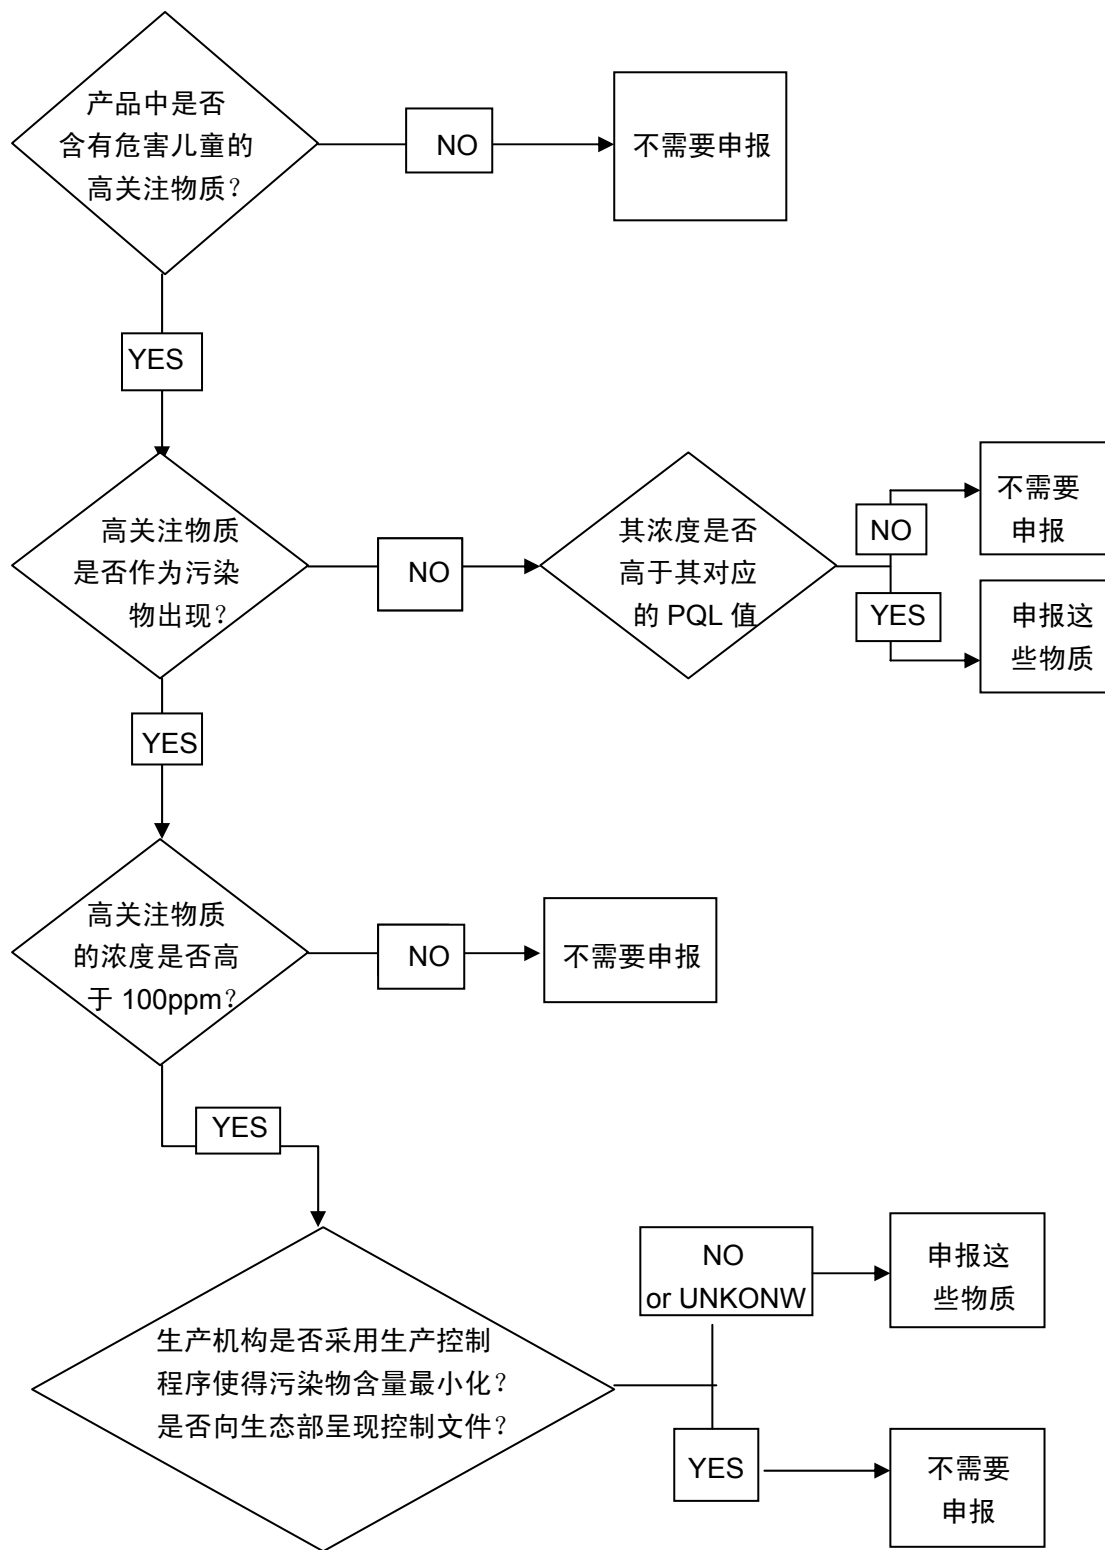 产品中是否
含有危害儿童的
高关注物质？
NO
不需要申报
YES
高关注物质
是否作为污染
物出现？
NO
其浓度是否
高于其对应
的 PQL 值
NO
不需要
申报
YES
申报这
些物质
YES
高关注物质
的浓度是否高
于 100ppm？
NO
不需要申报
YES
生产机构是否采用生产控制
程序使得污染物含量最小化？
是否向生态部呈现控制文件？
NO
or UNKONW
申报这
些物质
YES
不需要
申报